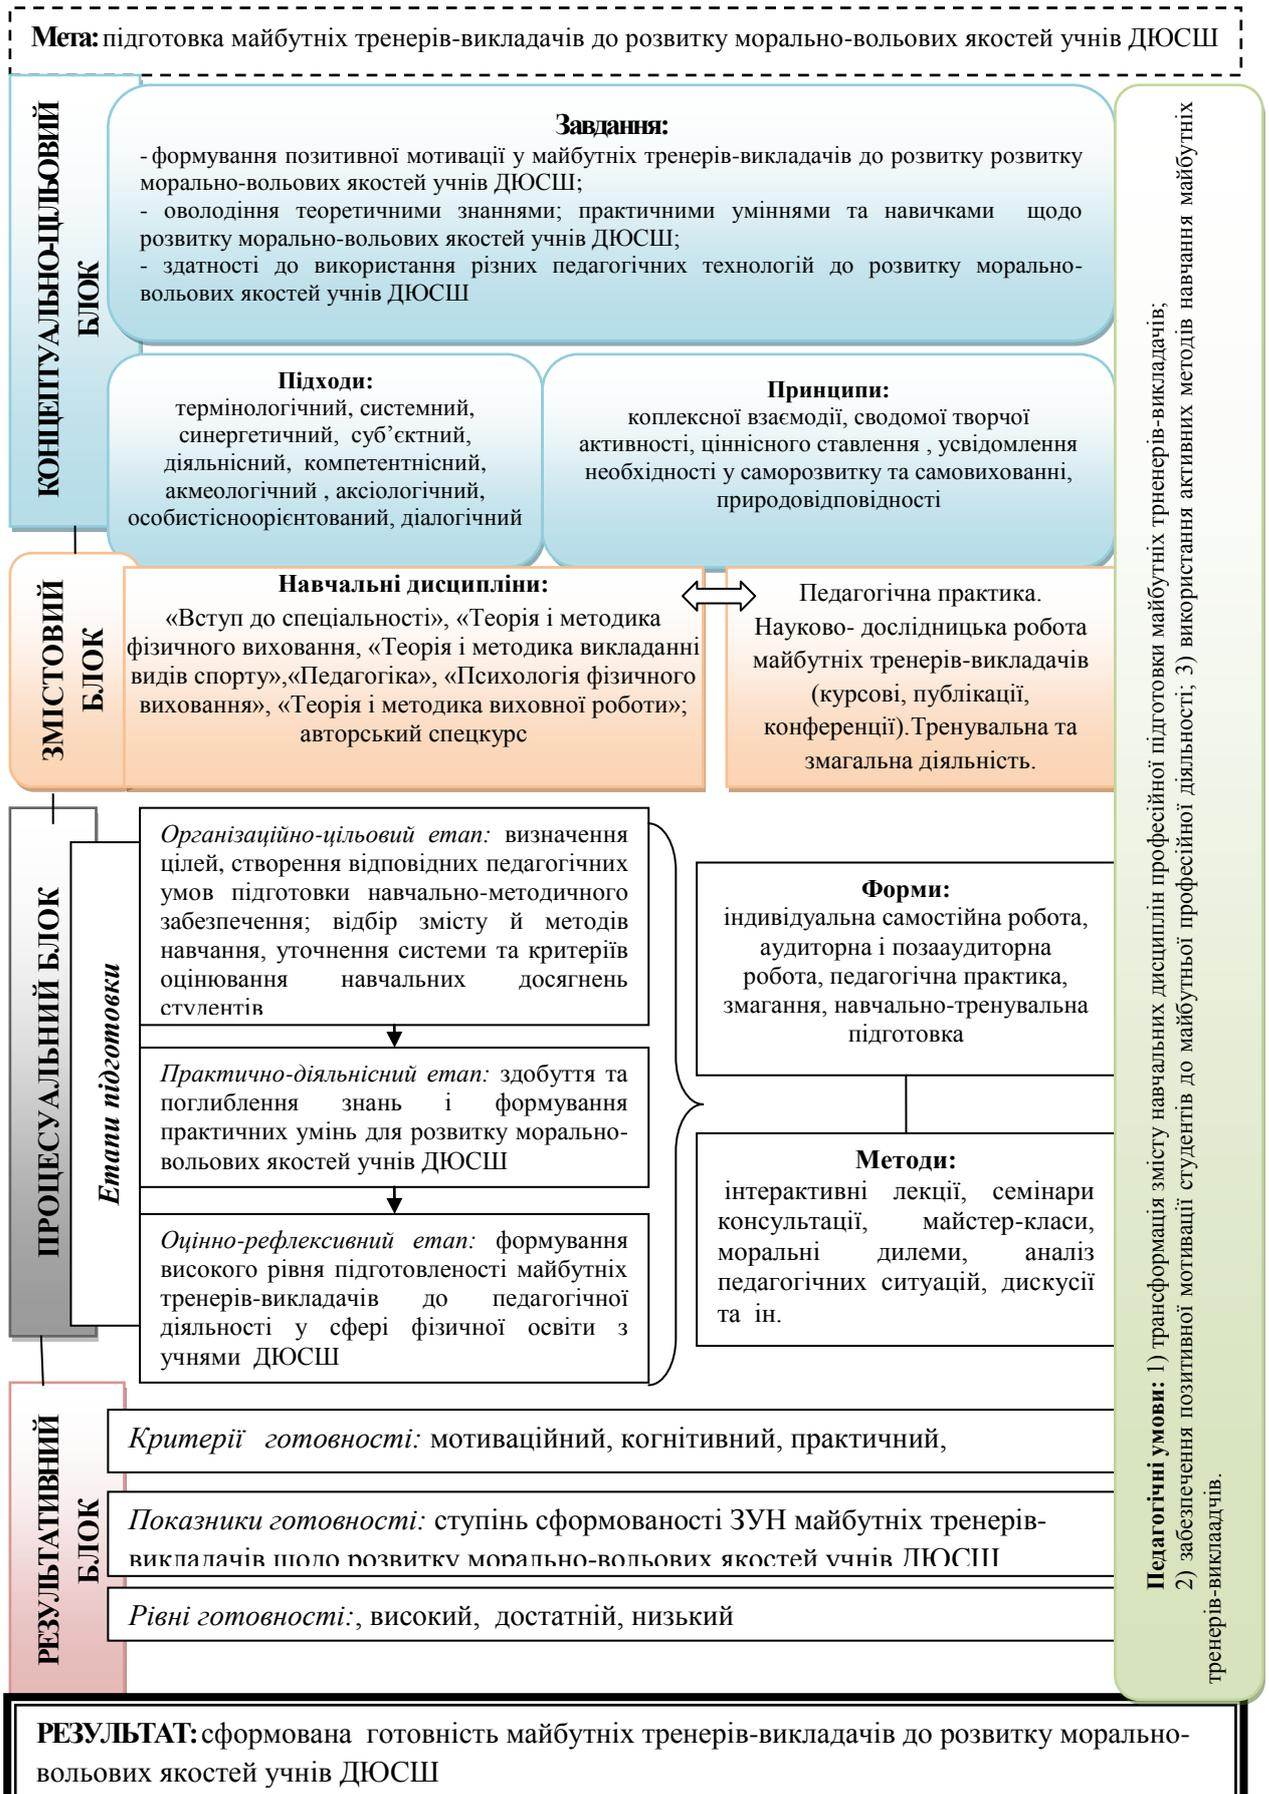 Мета: підготовка майбутніх тренерів-викладачів до розвитку морально-вольових якостей учнів ДЮСШ
КОНЦЕПТУАЛЬНО-ЦІЛЬОВИЙ
БЛОК
Завдання:
- формування позитивної мотивації у майбутніх тренерів-викладачів до розвитку розвитку
морально-вольових якостей учнів ДЮСШ;
- оволодіння теоретичними знаннями; практичними уміннями та навичками щодо
розвитку морально-вольових якостей учнів ДЮСШ;
- здатності до використання різних педагогічних технологій до розвитку морально-
вольових якостей учнів ДЮСШ
Підходи:
термінологічний, системний,
синергетичний, суб’єктний,
діяльнісний, компетентнісний,
акмеологічний , аксіологічний,
особистісноорієнтований, діалогічний
Принципи:
коплексної взаємодії, сводомої творчої
активності, ціннісного ставлення , усвідомлення
необхідності у саморозвитку та самовихованні,
природовідповідності
ЗМІСТОВИЙ
БЛОК
Навчальні дисципліни:
«Вступ до спеціальності», «Теорія і методика
фізичного виховання, «Теорія і методика викладанні
видів спорту»,«Педагогіка», «Психологія фізичного
виховання», «Теорія і методика виховної роботи»;
авторський спецкурс
Педагогічна практика.
Науково- дослідницька робота
майбутніх тренерів-викладачів
(курсові, публікації,
конференції).Тренувальна та
змагальна діяльність.
ПРОЦЕСУАЛЬНИЙ БЛОК
Етапи підготовки
Організаційно-цільовий етап: визначення
цілей, створення відповідних педагогічних
умов підготовки навчально-методичного
забезпечення; відбір змісту й методів
навчання, уточнення системи та критеріїв
оцінювання навчальних досягнень
студентів
Практично-діяльнісний етап: здобуття та
поглиблення знань і формування
практичних умінь для розвитку морально-
вольових якостей учнів ДЮСШ
Оцінно-рефлексивний етап: формування
високого рівня підготовленості майбутніх
тренерів-викладачів до педагогічної
діяльності у сфері фізичної освіти з
учнями ДЮСШ
Форми:
індивідуальна самостійна робота,
аудиторна і позааудиторна
робота, педагогічна практика,
змагання, навчально-тренувальна
підготовка
Методи:
інтерактивні лекції, семінари
консультації, майстер-класи,
моральні дилеми, аналіз
педагогічних ситуацій, дискусії
та ін.
РЕЗУЛЬТАТИВНИЙ
БЛОК
Критерії готовності: мотиваційний, когнітивний, практичний,
Показники готовності: ступінь сформованості ЗУН майбутніх тренерів-
викладачів щодо розвитку морально-вольових якостей учнів ДЮСШ
Рівні готовності:, високий, достатній, низький
Педагогічні умови: 1) трансформація змісту навчальних дисциплін професійної підготовки майбутніх трненерів-викладачів;
2) забезпечення позитивної мотивації студентів до майбутньої професійної діяльності; 3) використання активних методів навчання майбутніх
тренерів-виклаадчів.
РЕЗУЛЬТАТ: сформована готовність майбутніх тренерів-викладачів до розвитку морально-
вольових якостей учнів ДЮСШ